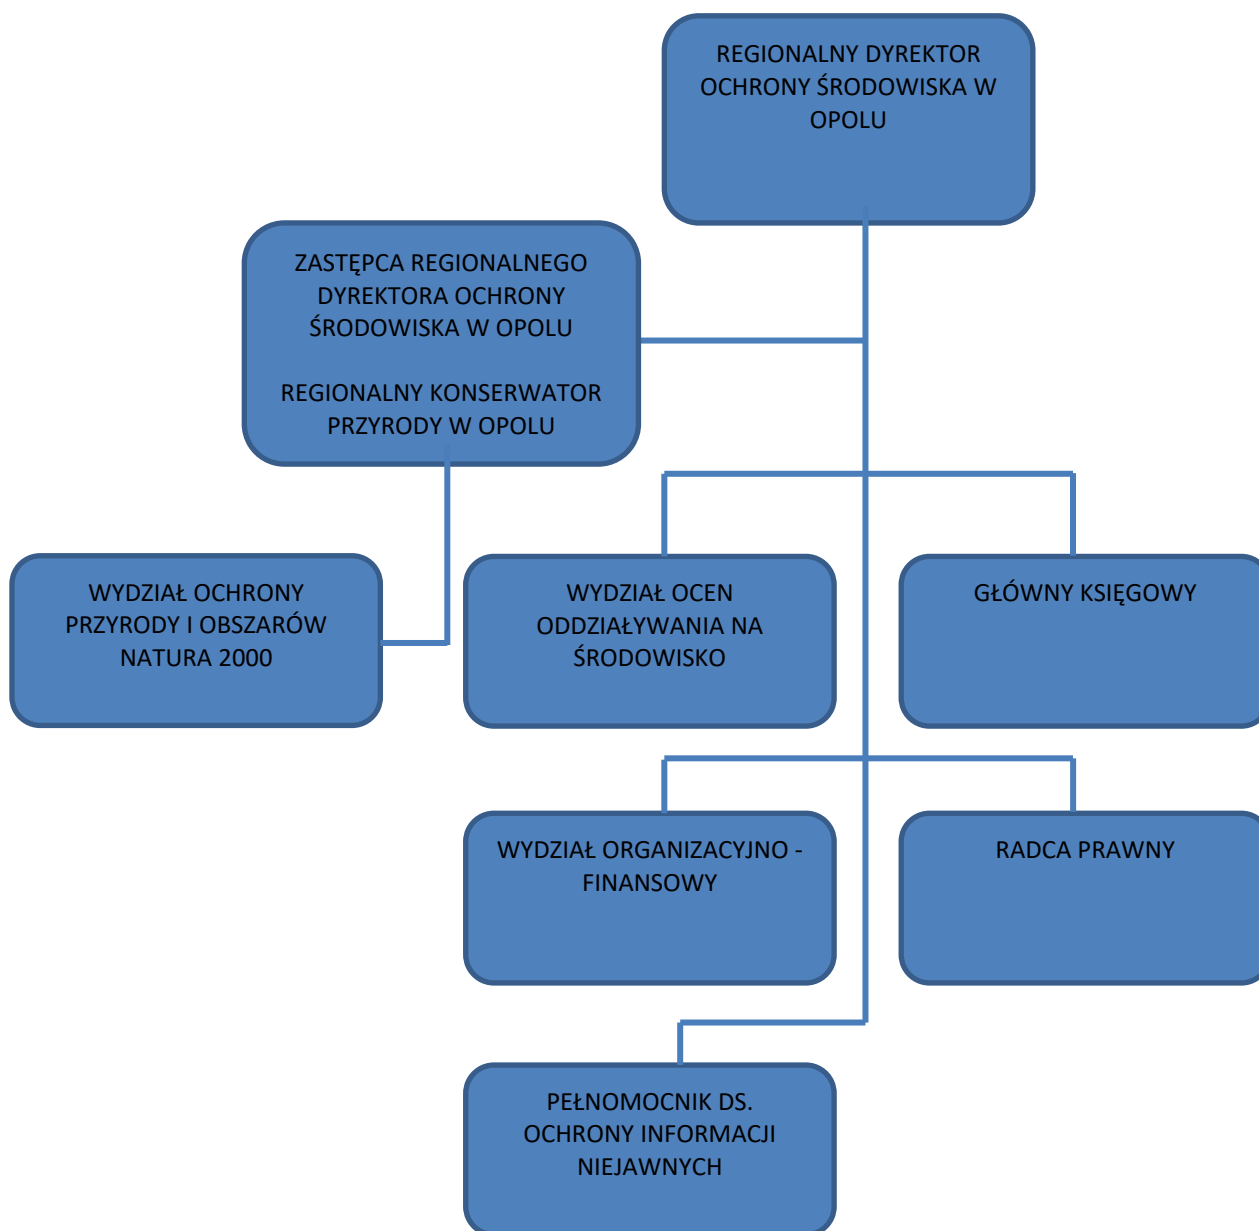 REGIONALNY DYREKTOR
OCHRONY ŚRODOWISKA W
OPOLU
ZASTĘPCA REGIONALNEGO
DYREKTORA OCHRONY
ŚRODOWISKA W OPOLU
REGIONALNY KONSERWATOR
PRZYRODY W OPOLU
WYDZIAŁ OCHRONY
PRZYRODY I OBSZARÓW
NATURA 2000
WYDZIAŁ OCEN
ODDZIAŁYWANIA NA
ŚRODOWISKO
GŁÓWNY KSIĘGOWY
WYDZIAŁ ORGANIZACYJNO -
FINANSOWY
RADCA PRAWNY
PEŁNOMOCNIK DS.
OCHRONY INFORMACJI
NIEJAWNYCH